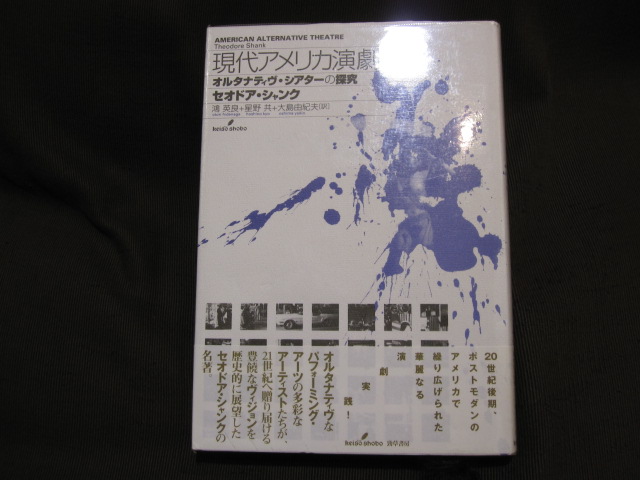 AMERICAN ALTERNATIVE THEATRE
Theodore Shank
現代アメリカ演劇
オルタナティヴ・シアターの探究
セオドア・シャンク
鴻 英良+星野 共+大島由紀夫[訳]
keiso shobo
20世紀後期、
ポストモダンの
アメリカで
繰り広げられた
華麗なる
演劇実践!
オルタナティヴな
パフォーミング・
アーツの多彩な
アーティストたちが、
21世紀へ贈り届ける
豊饒なヴィジョンを
歴史的に展望した
セオドア・シャンクの
名著。
keiso shobo 勁草書房